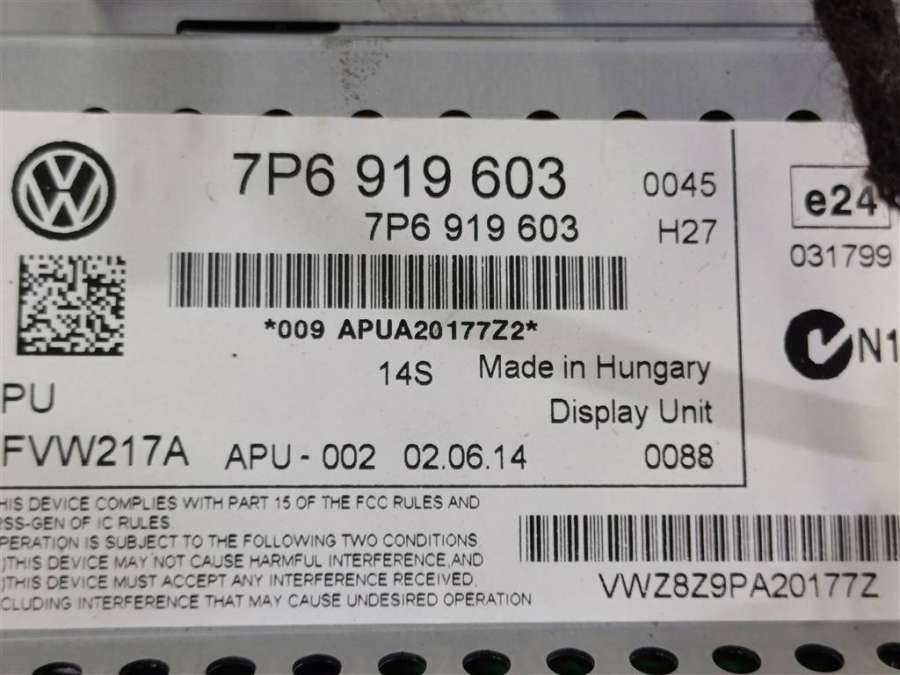 7P6 919 603 0045
7P6 919 603 H27
*009 APUA20177Z2*
14S Made in Hungary
PU Display Unit
FVW217A APU - 002 02.06.14 0088
e24
031799
N1
HIS DEVICE COMPLIES WITH PART 15 OF THE FCC RULES AND
RSS-GEN OF IC RULES
OPERATION IS SUBJECT TO THE FOLLOWING TWO CONDITIONS.
)THIS DEVICE MAY NOT CAUSE HARMFUL INTERFERENCE,AND
)THIS DEVICE MUST ACCEPT ANY INTERFERENCE RECEIVED,
CLUDING INTERFERENCE THAT MAY CAUSE UNDESIRED OPERATION
VWZ8Z9PA20177Z